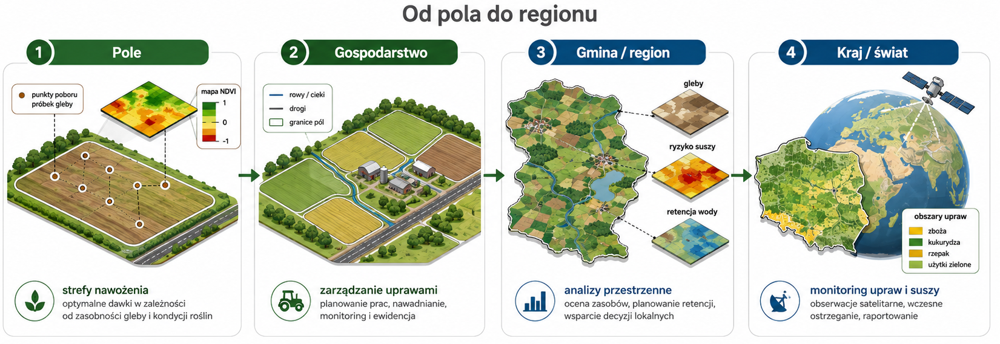 Od pola do regionu
1 Pole
punkty poboru
próbek gleby
mapa NDVI
1
0
-1
strefy nawożenia
optymalne dawki w zależności
od zasobności gleby i kondycji roślin
2 Gospodarstwo
rowy / cieki
drogi
granice pól
zarządzanie uprawami
planowanie prac, nawadnianie,
monitoring i ewidencja
3 Gmina / region
gleby
ryzyko suszy
retencja wody
analizy przestrzenne
ocena zasobów, planowanie retencji,
wsparcie decyzji lokalnych
4 Kraj / świat
obszary upraw
zboża
kukurydza
rzepak
użytki zielone
monitoring upraw i suszy
obserwacje satelitarne, wczesne
ostrzeganie, raportowanie